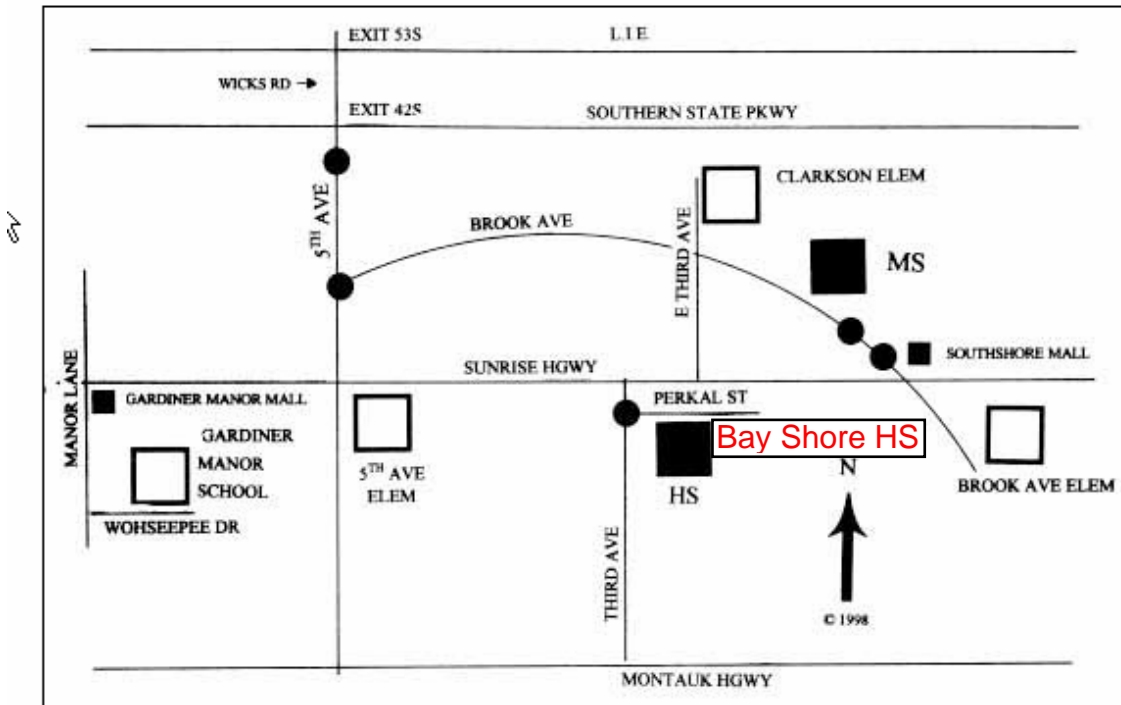 EXIT 53S
L.I.E.
WICKS RD →
EXIT 42S
SOUTHERN STATE PKWY
CLARKSON ELEM
5TH AVE
BROOK AVE
E THIRD AVE
MS
MANOR LANE
SOUTHSHORE MALL
SUNRISE HGWY
GARDINER MANOR MALL
PERKAL ST
GARDINER
MANOR
SCHOOL
Bay Shore HS
5TH AVE
ELEM
HS
N
BROOK AVE ELEM
WOHSEEPEE DR
THIRD AVE
© 1998
MONTAUK HGWY